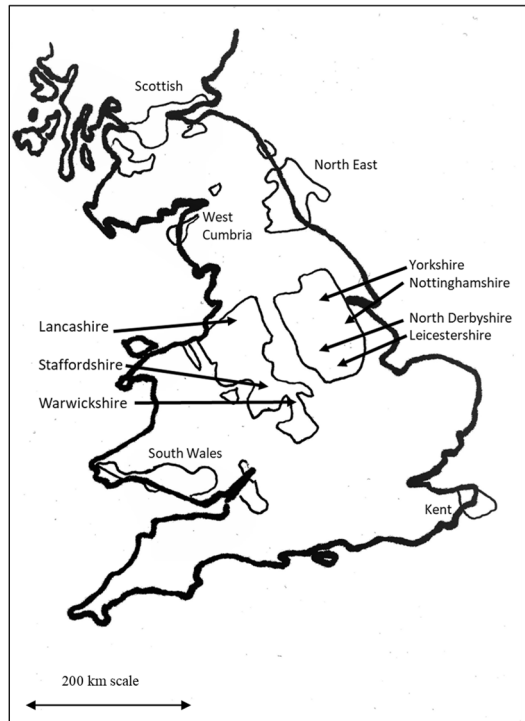 Scottish
North East
West
Cumbria
Yorkshire
Nottinghamshire
Lancashire
North Derbyshire
Leicestershire
Staffordshire
Warwickshire
South Wales
Kent
200 km scale